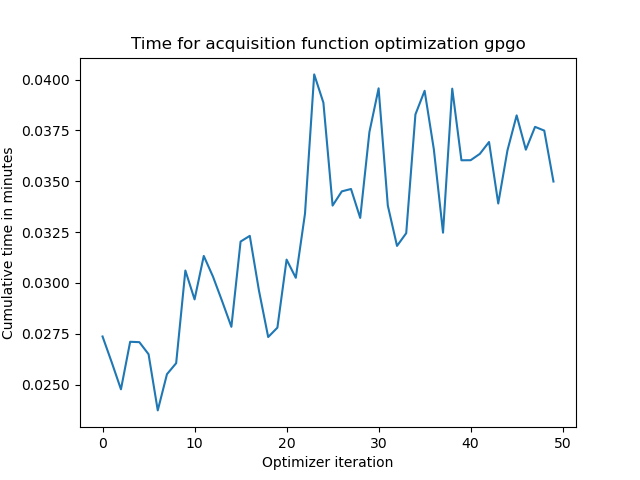 Time for acquisition function optimization gpgo
0.0400
0.0375
0.0350
0.0325
0.0300
0.0275
0.0250
Cumulative time in minutes
0 10 20 30 40 50
Optimizer iteration